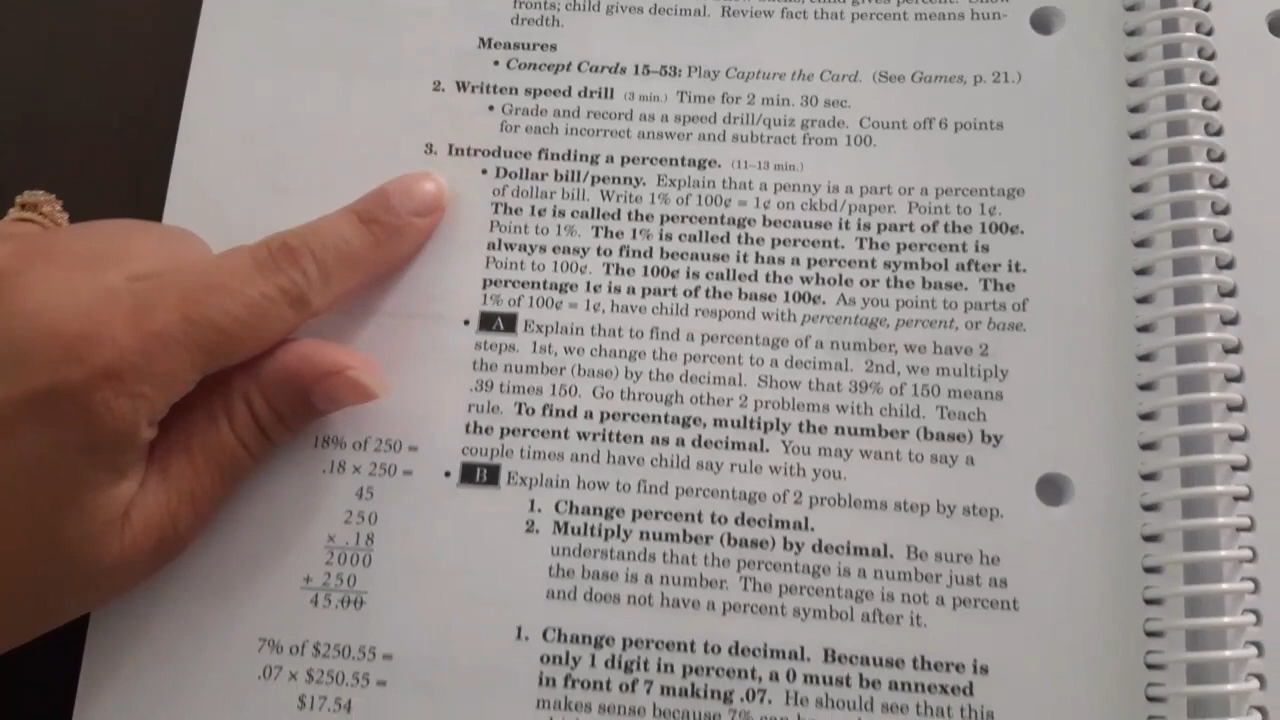 fronts; child gives decimal. Review fact that percent means hun-
dredth.
Measures
• Concept Cards 15–53: Play Capture the Card. (See Games, p. 21.)
2. Written speed drill (3 min.) Time for 2 min. 30 sec.
• Grade and record as a speed drill/quiz grade. Count off 6 points
for each incorrect answer and subtract from 100.
3. Introduce finding a percentage. (11–13 min.)
• Dollar bill/penny. Explain that a penny is a part or a percentage
of dollar bill. Write 1% of 100¢ = 1¢ on ckbd/paper. Point to 1¢.
The 1¢ is called the percentage because it is part of the 100¢.
Point to 1%. The 1% is called the percent. The percent is
always easy to find because it has a percent symbol after it.
Point to 100¢. The 100¢ is called the whole or the base. The
percentage 1¢ is a part of the base 100¢. As you point to parts of
1% of 100¢ = 1¢, have child respond with percentage, percent, or base.
• A Explain that to find a percentage of a number, we have 2
steps. 1st, we change the percent to a decimal. 2nd, we multiply
the number (base) by the decimal. Show that 39% of 150 means
.39 times 150. Go through other 2 problems with child. Teach
rule. To find a percentage, multiply the number (base) by
the percent written as a decimal. You may want to say a
couple times and have child say rule with you.
• B Explain how to find percentage of 2 problems step by step.
1. Change percent to decimal.
2. Multiply number (base) by decimal. Be sure he
understands that the percentage is a number just as
the base is a number. The percentage is not a percent
and does not have a percent symbol after it.
1. Change percent to decimal. Because there is
only 1 digit in percent, a 0 must be annexed
in front of 7 making .07. He should see that this
makes sense because 7%
18% of 250 =
.18 × 250 =
45
250
× .18
2000
+ 250
45.00
7% of $250.55 =
.07 × $250.55 =
$17.54